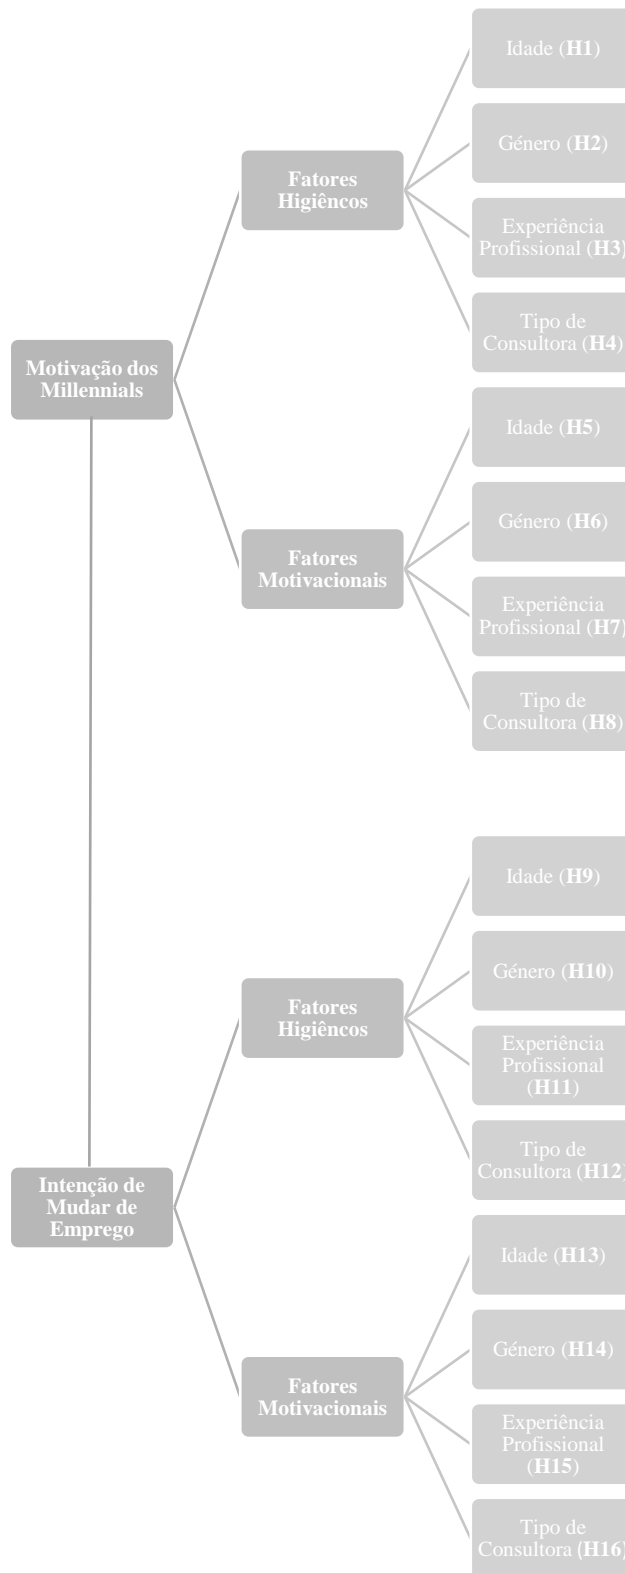 Idade (H1)
Género (H2)
Fatores
Higiêncos
Experiência
Profissional (H3)
Tipo de
Consultora (H4)
Motivação dos
Millennials
Idade (H5)
Género (H6)
Fatores
Motivacionais
Experiência
Profissional (H7)
Tipo de
Consultora (H8)
Idade (H9)
Género (H10)
Fatores
Higiêncos
Experiência
Profissional
(H11)
Tipo de
Consultora (H12)
Intenção de
Mudar de
Emprego
Idade (H13)
Género (H14)
Fatores
Motivacionais
Experiência
Profissional
(H15)
Tipo de
Consultora (H16)